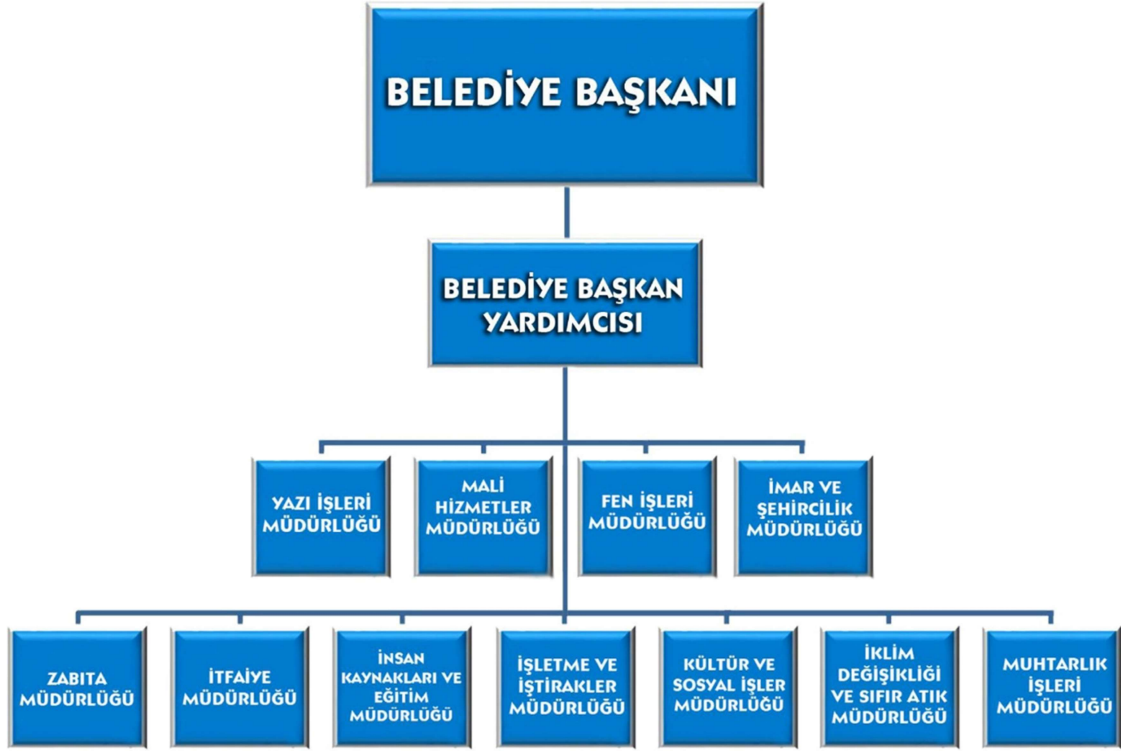 BELEDİYE BAŞKANI
BELEDİYE BAŞKAN
YARDIMCISI
YAZI İŞLERİ
MÜDÜRLÜĞÜ
MALİ
HİZMETLER
MÜDÜRLÜĞÜ
FEN İŞLERİ
MÜDÜRLÜĞÜ
İMAR VE
ŞEHİRCİLİK
MÜDÜRLÜĞÜ
ZABITA
MÜDÜRLÜĞÜ
İTFAİYE
MÜDÜRLÜĞÜ
İNSAN
KAYNAKLARI VE
EĞİTİM
MÜDÜRLÜĞÜ
İŞLETME VE
İŞTİRAKLER
MÜDÜRLÜĞÜ
KÜLTÜR VE
SOSYAL İŞLER
MÜDÜRLÜĞÜ
İKLİM
DEĞİŞİKLİĞİ
VE SIFIR ATIK
MÜDÜRLÜĞÜ
MUHTARLIK
İŞLERİ
MÜDÜRLÜĞÜ